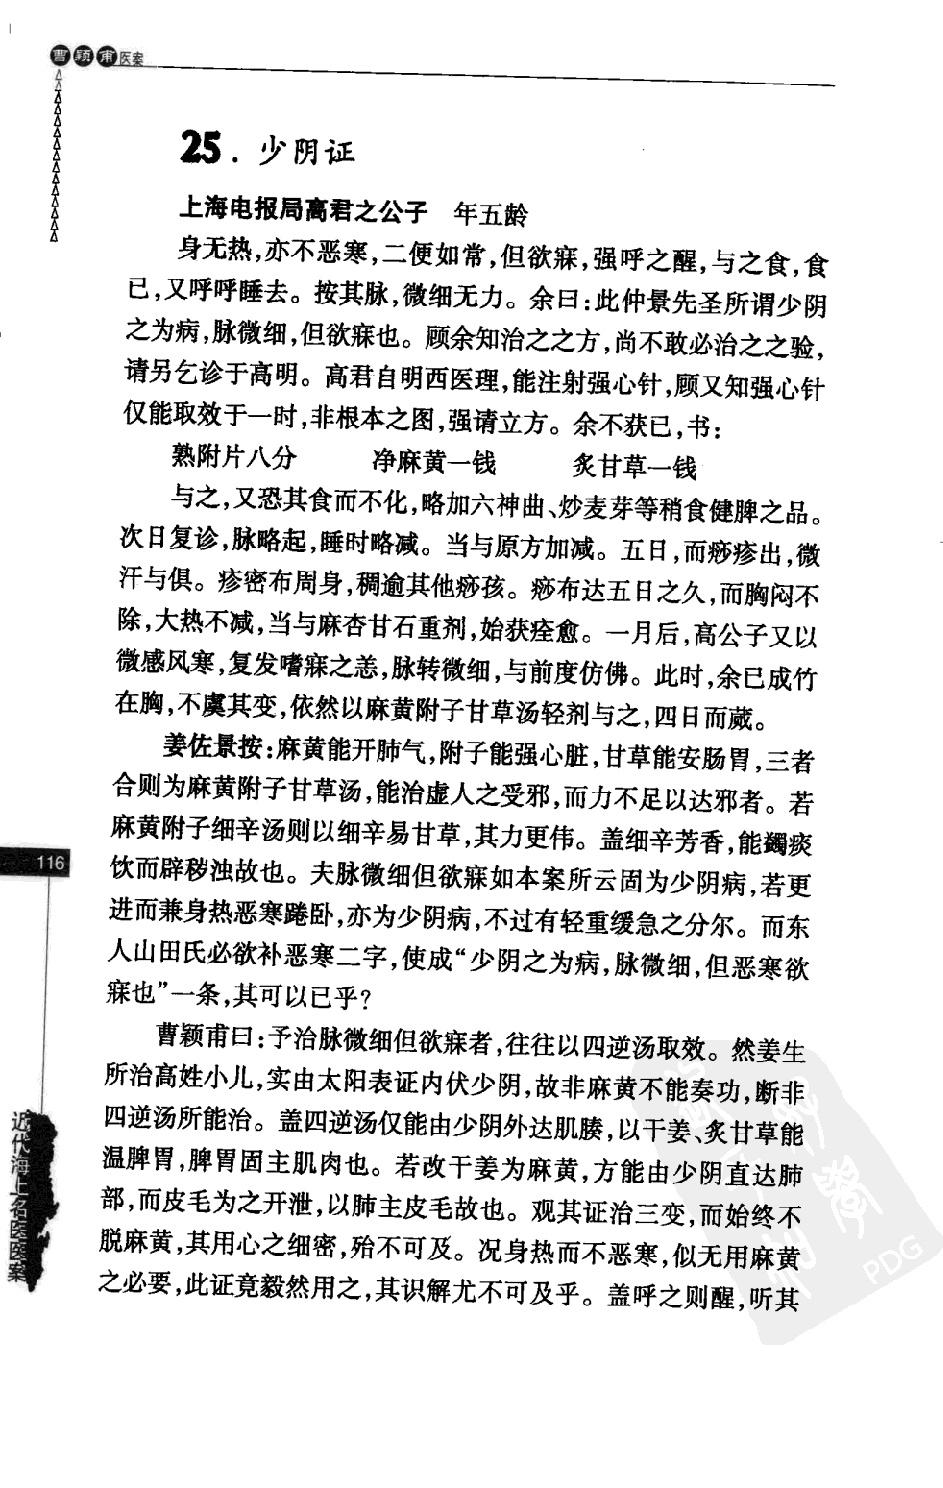 曹颖甫医案
25．少阴证
上海电报局高君之公子　年五龄
身无热,亦不恶寒,二便如常,但欲寐,强呼之醒,与之食,食
已,又呼呼睡去。按其脉,微细无力。余曰:此仲景先圣所谓少阴
之为病,脉微细,但欲寐也。顾余知治之之方,尚不敢必治之之验,
请另乞诊于高明。高君自明西医理,能注射强心针,顾又知强心针
仅能取效于一时,非根本之图,强请立方。余不获已,书:
熟附片八分　净麻黄一钱　炙甘草一钱
与之,又恐其食而不化,略加六神曲、炒麦芽等稍食健脾之品。
次日复诊,脉略起,睡时略减。当与原方加减。五日,而痧疹出,微
汗与俱。疹密布周身,稠逾其他痧孩。痧布达五日之久,而胸闷不
除,大热不减,当与麻杏甘石重剂,始获痊愈。一月后,高公子又以
微感风寒,复发嗜寐之恙,脉转微细,与前度仿佛。此时,余已成竹
在胸,不虞其变,依然以麻黄附子甘草汤轻剂与之,四日而蒇。
姜佐景按:麻黄能开肺气,附子能强心脏,甘草能安肠胃,三者
合则为麻黄附子甘草汤,能治虚人之受邪,而力不足以达邪者。若
麻黄附子细辛汤则以细辛易甘草,其力更伟。盖细辛芳香,能蠲痰
饮而辟秽浊故也。夫脉微细但欲寐如本案所云固为少阴病,若更
进而兼身热恶寒踡卧,亦为少阴病,不过有轻重缓急之分尔。而东
人山田氏必欲补恶寒二字,使成“少阴之为病,脉微细,但恶寒欲
寐也”一条,其可以已乎?
曹颖甫曰:予治脉微细但欲寐者,往往以四逆汤取效。然姜生
所治高姓小儿,实由太阳表证内伏少阴,故非麻黄不能奏功,断非
四逆汤所能治。盖四逆汤仅能由少阴外达肌腠,以干姜、炙甘草能
温脾胃,脾胃固主肌肉也。若改干姜为麻黄,方能由少阴直达肺
部,而皮毛为之开泄,以肺主皮毛故也。观其证治三变,而始终不
脱麻黄,其用心之细密,殆不可及。况身热而不恶寒,似无用麻黄
之必要,此证竟毅然用之,其识解尤不可及乎。盖呼之则醒,听其
116
近代海上名医医案
PDG